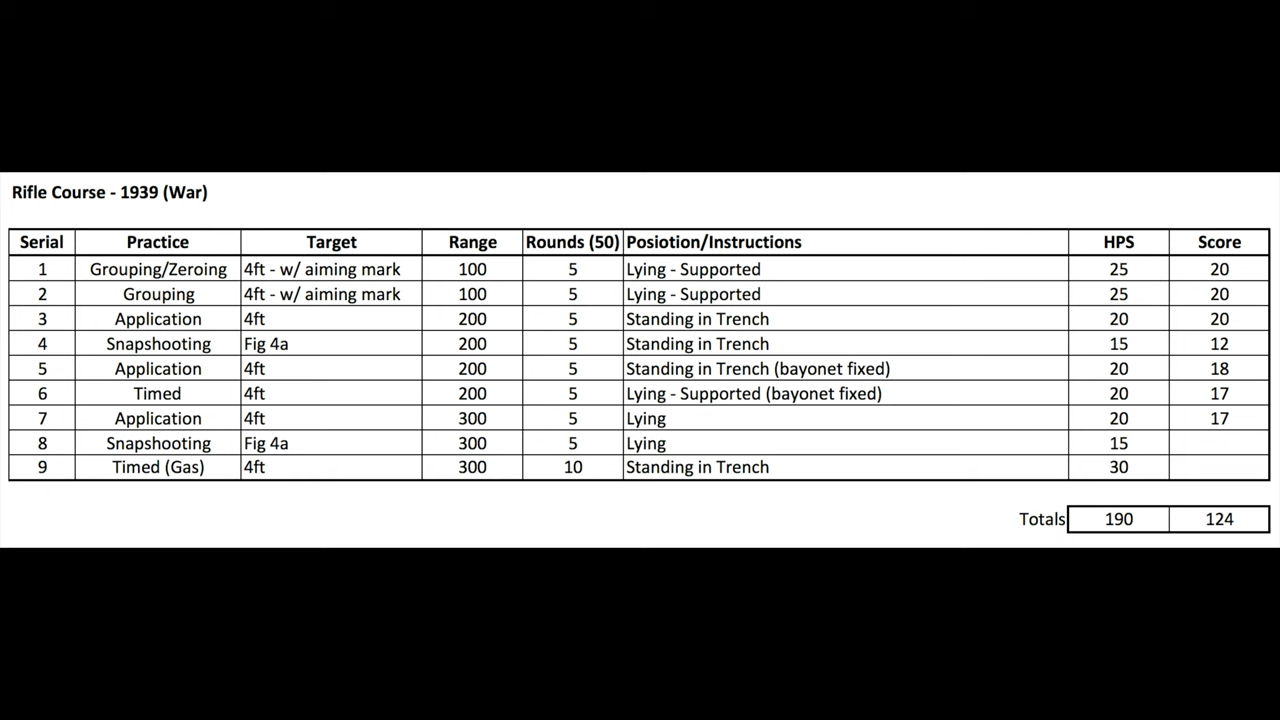 Rifle Course - 1939 (War)
Serial Practice Target Range Rounds (50) Posiotion/Instructions HPS Score
1 Grouping/Zeroing 4ft - w/ aiming mark 100 5 Lying - Supported 25 20
2 Grouping 4ft - w/ aiming mark 100 5 Lying - Supported 25 20
3 Application 4ft 200 5 Standing in Trench 20 20
4 Snapshooting Fig 4a 200 5 Standing in Trench 15 12
5 Application 4ft 200 5 Standing in Trench (bayonet fixed) 20 18
6 Timed 4ft 200 5 Lying - Supported (bayonet fixed) 20 17
7 Application 4ft 300 5 Lying 20 17
8 Snapshooting Fig 4a 300 5 Lying 15
9 Timed (Gas) 4ft 300 10 Standing in Trench 30
Totals 190 124